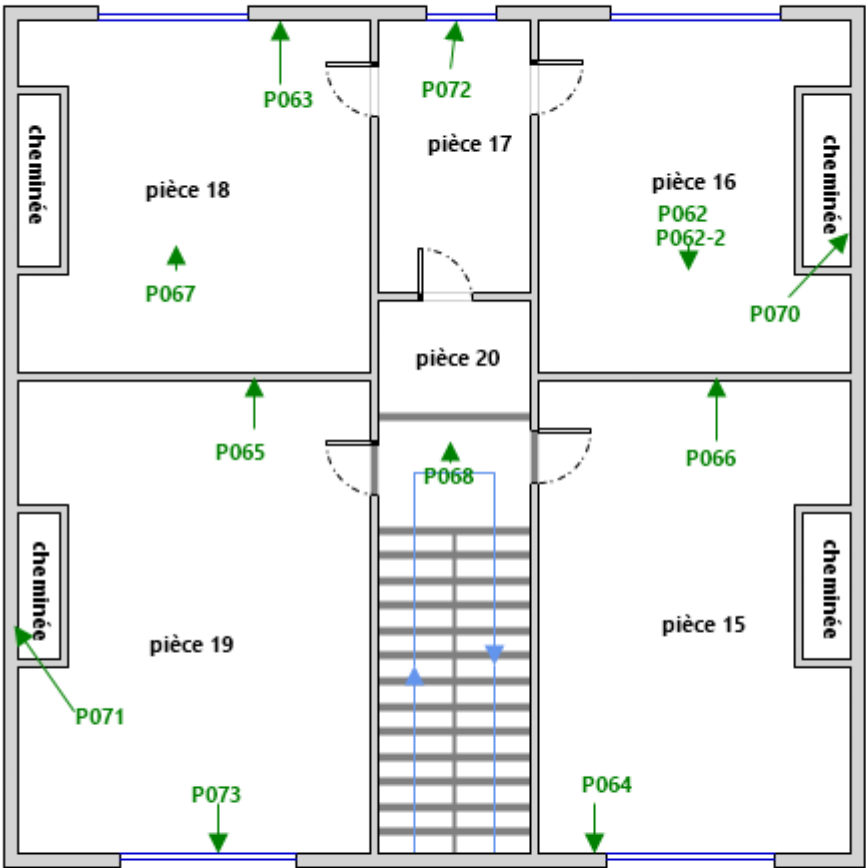 P063
P072
cheminée
pièce 18
pièce 17
pièce 16
cheminée
P062
P062-2
P067
P070
pièce 20
P065
P068
P066
cheminée
pièce 19
pièce 15
cheminée
P071
P073
P064